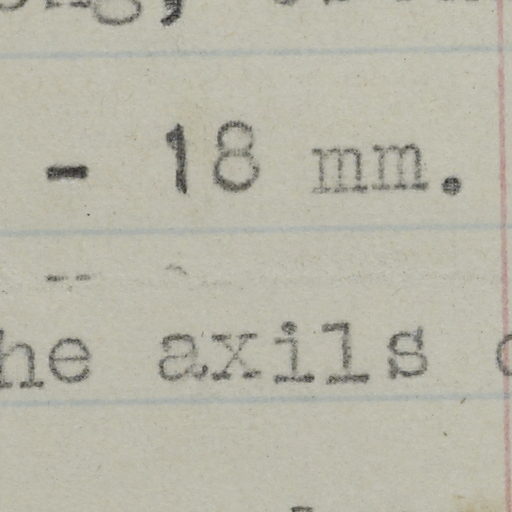 - 18 mm.
he axils